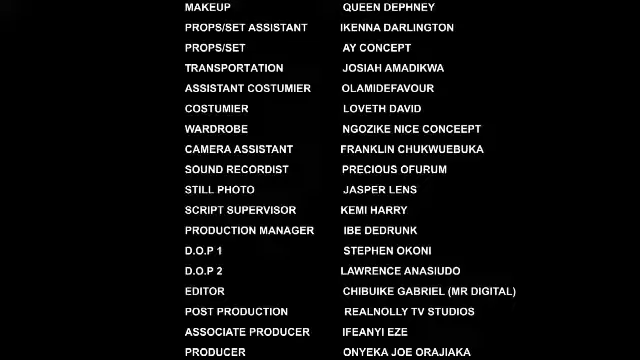 MAKEUP QUEEN DEPHNEY
PROPS/SET ASSISTANT IKENNA DARLINGTON
PROPS/SET AY CONCEPT
TRANSPORTATION JOSIAH AMADIKWA
ASSISTANT COSTUMIER OLAMIDEFAVOUR
COSTUMIER LOVETH DAVID
WARDROBE NGOZIKE NICE CONCEEPT
CAMERA ASSISTANT FRANKLIN CHUKWUEBUKA
SOUND RECORDIST PRECIOUS OFURUM
STILL PHOTO JASPER LENS
SCRIPT SUPERVISOR KEMI HARRY
PRODUCTION MANAGER IBE DEDRUNK
D.O.P 1 STEPHEN OKONI
D.O.P 2 LAWRENCE ANASIUDO
EDITOR CHIBUIKE GABRIEL (MR DIGITAL)
POST PRODUCTION REALNOLLY TV STUDIOS
ASSOCIATE PRODUCER IFEANYI EZE
PRODUCER ONYEKA JOE ORAJIAKA